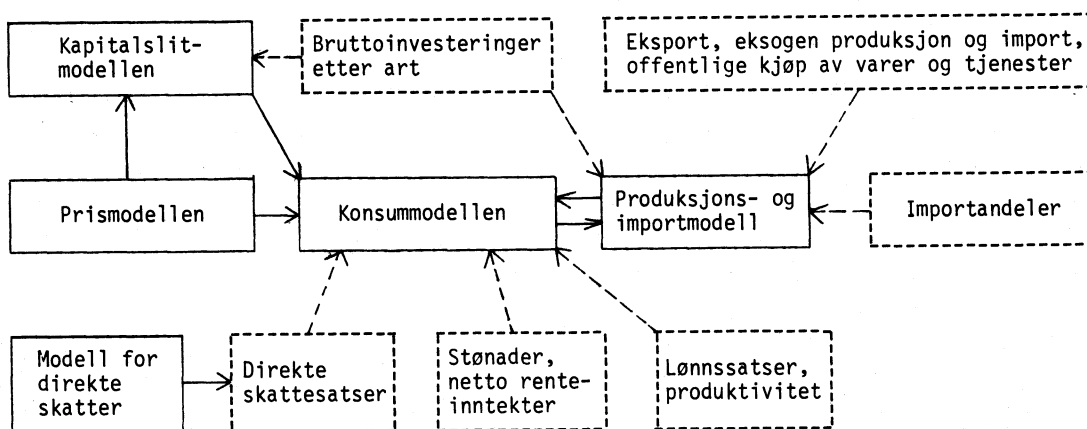 Kapitalslit-
modellen
Bruttoinvesteringer
etter art
Eksport, eksogen produksjon og import,
offentlige kjøp av varer og tjenester
Prismodellen
Konsummodellen
Produksjons- og
importmodell
Importandeler
Modell for
direkte
skatter
Direkte
skattesatser
Stønader,
netto rente-
inntekter
Lønnssatser,
produktivitet